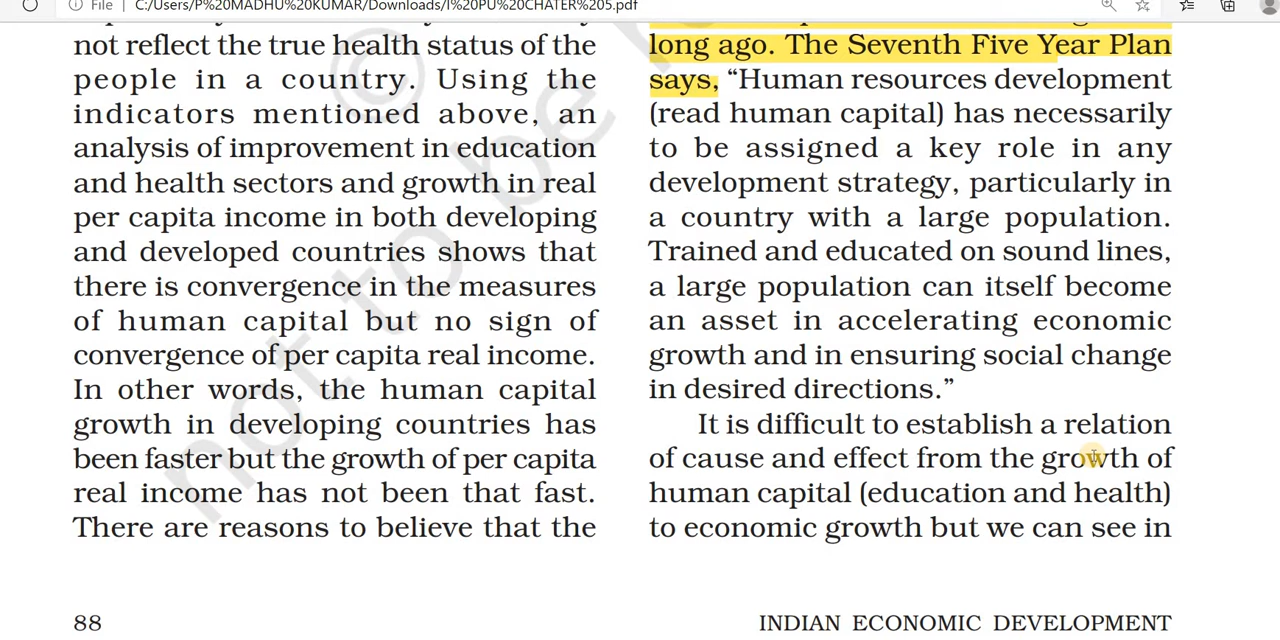 File
C:/Users/P%20MADHU%20KUMAR/Downloads/I%20PU%20CHATER%205.pdf
not reflect the true health status of the
people in a country. Using the
indicators mentioned above, an
analysis of improvement in education
and health sectors and growth in real
per capita income in both developing
and developed countries shows that
there is convergence in the measures
of human capital but no sign of
convergence of per capita real income.
In other words, the human capital
growth in developing countries has
been faster but the growth of per capita
real income has not been that fast.
There are reasons to believe that the
88
long ago. The Seventh Five Year Plan
says, “Human resources development
(read human capital) has necessarily
to be assigned a key role in any
development strategy, particularly in
a country with a large population.
Trained and educated on sound lines,
a large population can itself become
an asset in accelerating economic
growth and in ensuring social change
in desired directions.”
It is difficult to establish a relation
of cause and effect from the growth of
human capital (education and health)
to economic growth but we can see in
INDIAN ECONOMIC DEVELOPMENT
© not to be